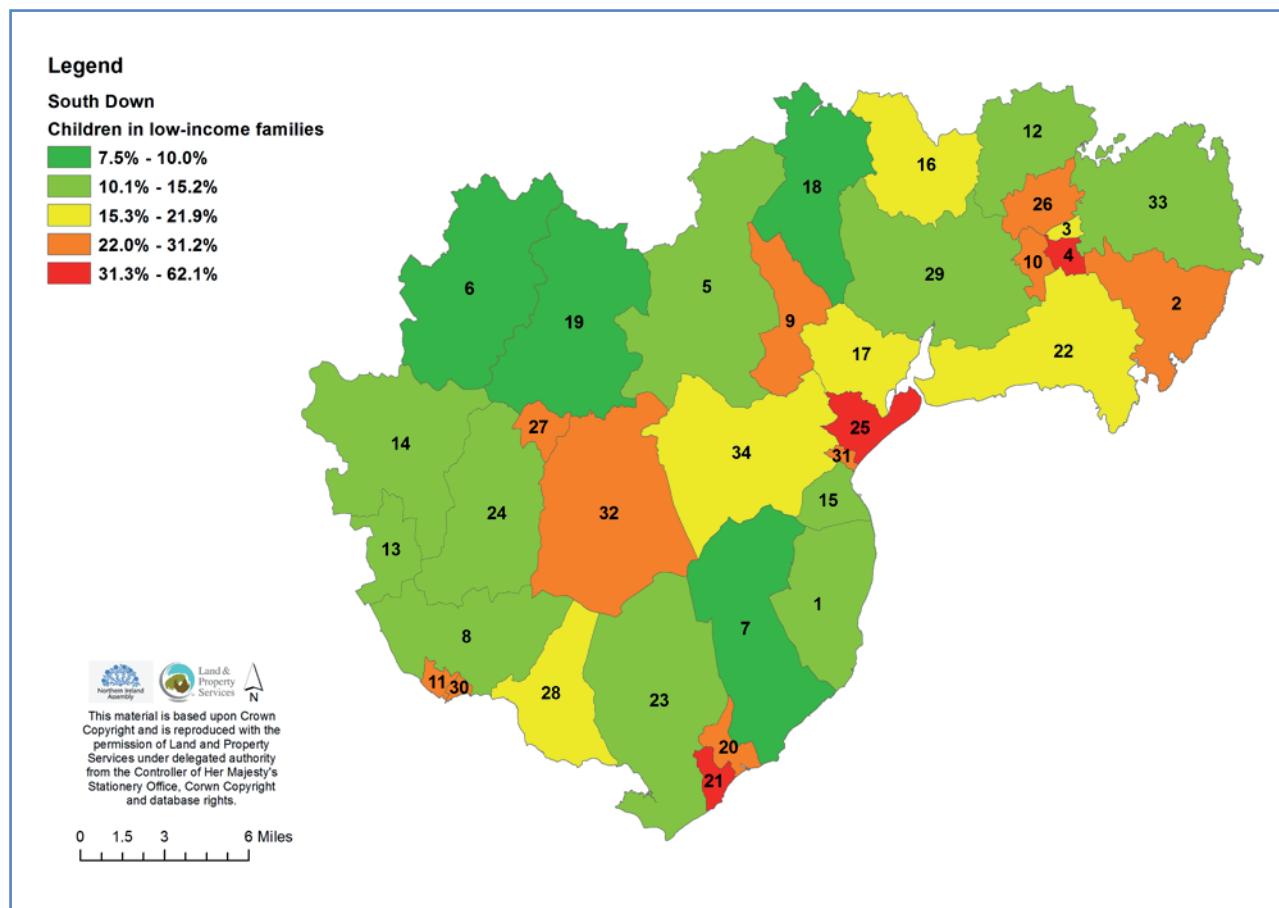 Legend
South Down
Children in low-income families
7.5% - 10.0%
10.1% - 15.2%
15.3% - 21.9%
22.0% - 31.2%
31.3% - 62.1%
12
16
18
33
26
3
4
10
29
5
6
19
9
2
17
22
27
25
14
34
31
24
32
15
13
1
8
7
11
30
28
23
20
21
Northern Ireland
Assembly
Land &
Property
Services
N
This material is based upon Crown
Copyright and is reproduced with the
permission of Land and Property
Services under delegated authority
from the Controller of Her Majesty's
Stationery Office, Corwn Copyright
and database rights.
0 1.5 3 6 Miles